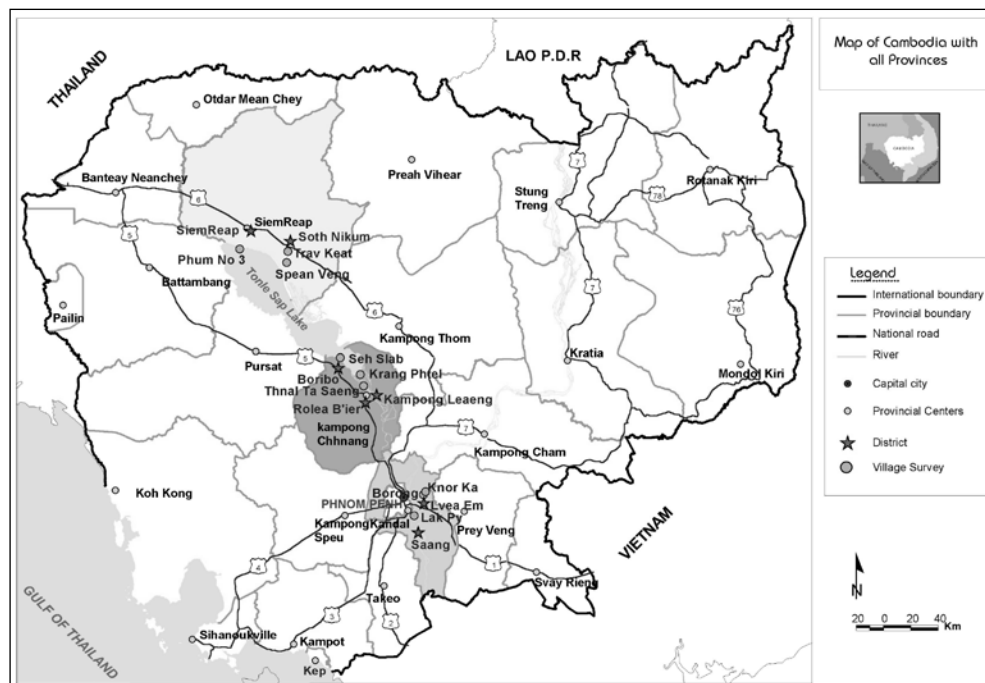 Map of Cambodia with
all Provinces
THAILAND
LAO P.D.R
Otdar Mean Chey
Preah Vihear
Banteay Neanchey
Stung
Treng
Rotanak Kiri
7
7
78
6
SiemReap
SiemReap
Soth Nikum
Trav Keat
Phum No 3
Spean Veng
5
Battambang
Tonle Sap Lake
Pailin
7
76
6
Kampong Thom
5
Pursat
Seh Slab
Boribo
Krang Phtel
Thnal Ta Saeng
Kampong Leaeng
Rolea B'ier
kampong
Chhnang
Kratia
Mondol Kiri
7
Kampong Cham
Koh Kong
Knor Ka
PHNOM PENH
Lvea Em
Lak Py
Kampong
Speu
Kandal
Prey Veng
Saang
VIETNAM
4
1
Svay Rieng
Takeo
3
2
GULF OF THAILAND
Sihanoukville
Kampot
Kep
Legend
International boundary
Provincial boundary
National road
River
Capital city
Provincial Centers
District
Village Survey
N
20 0 20 40
Km